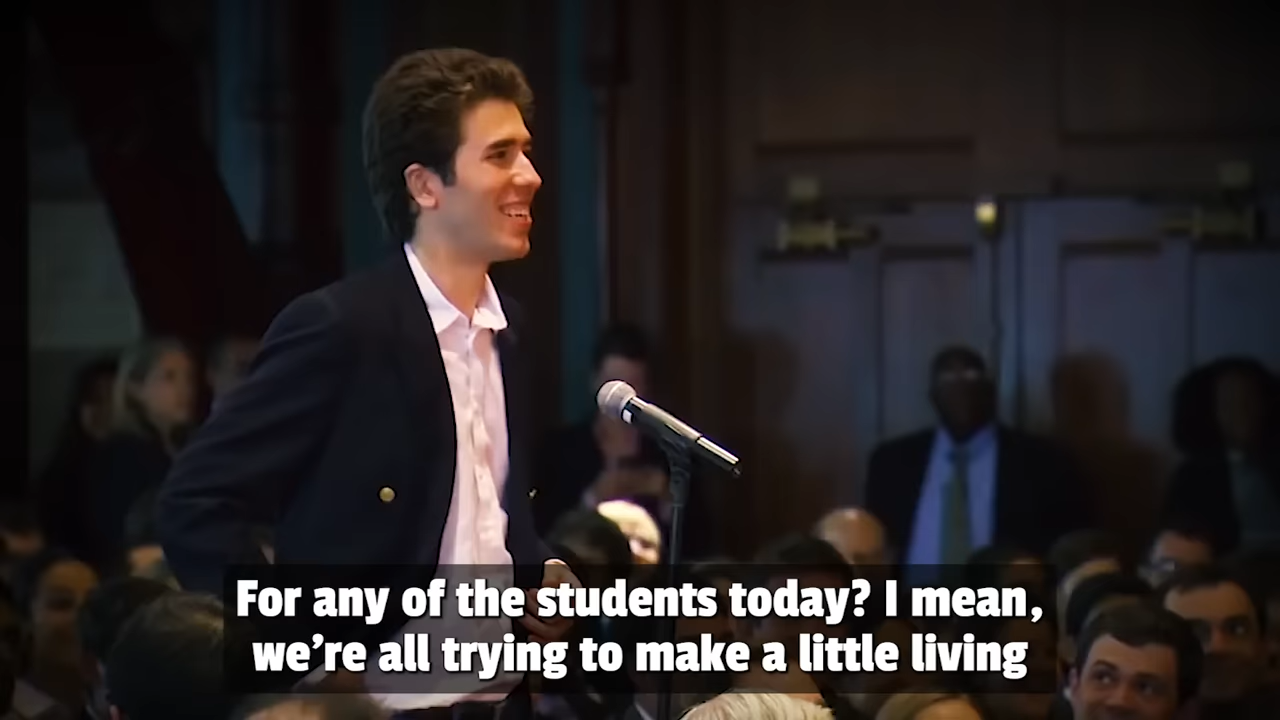 For any of the students today? I mean,
we’re all trying to make a little living